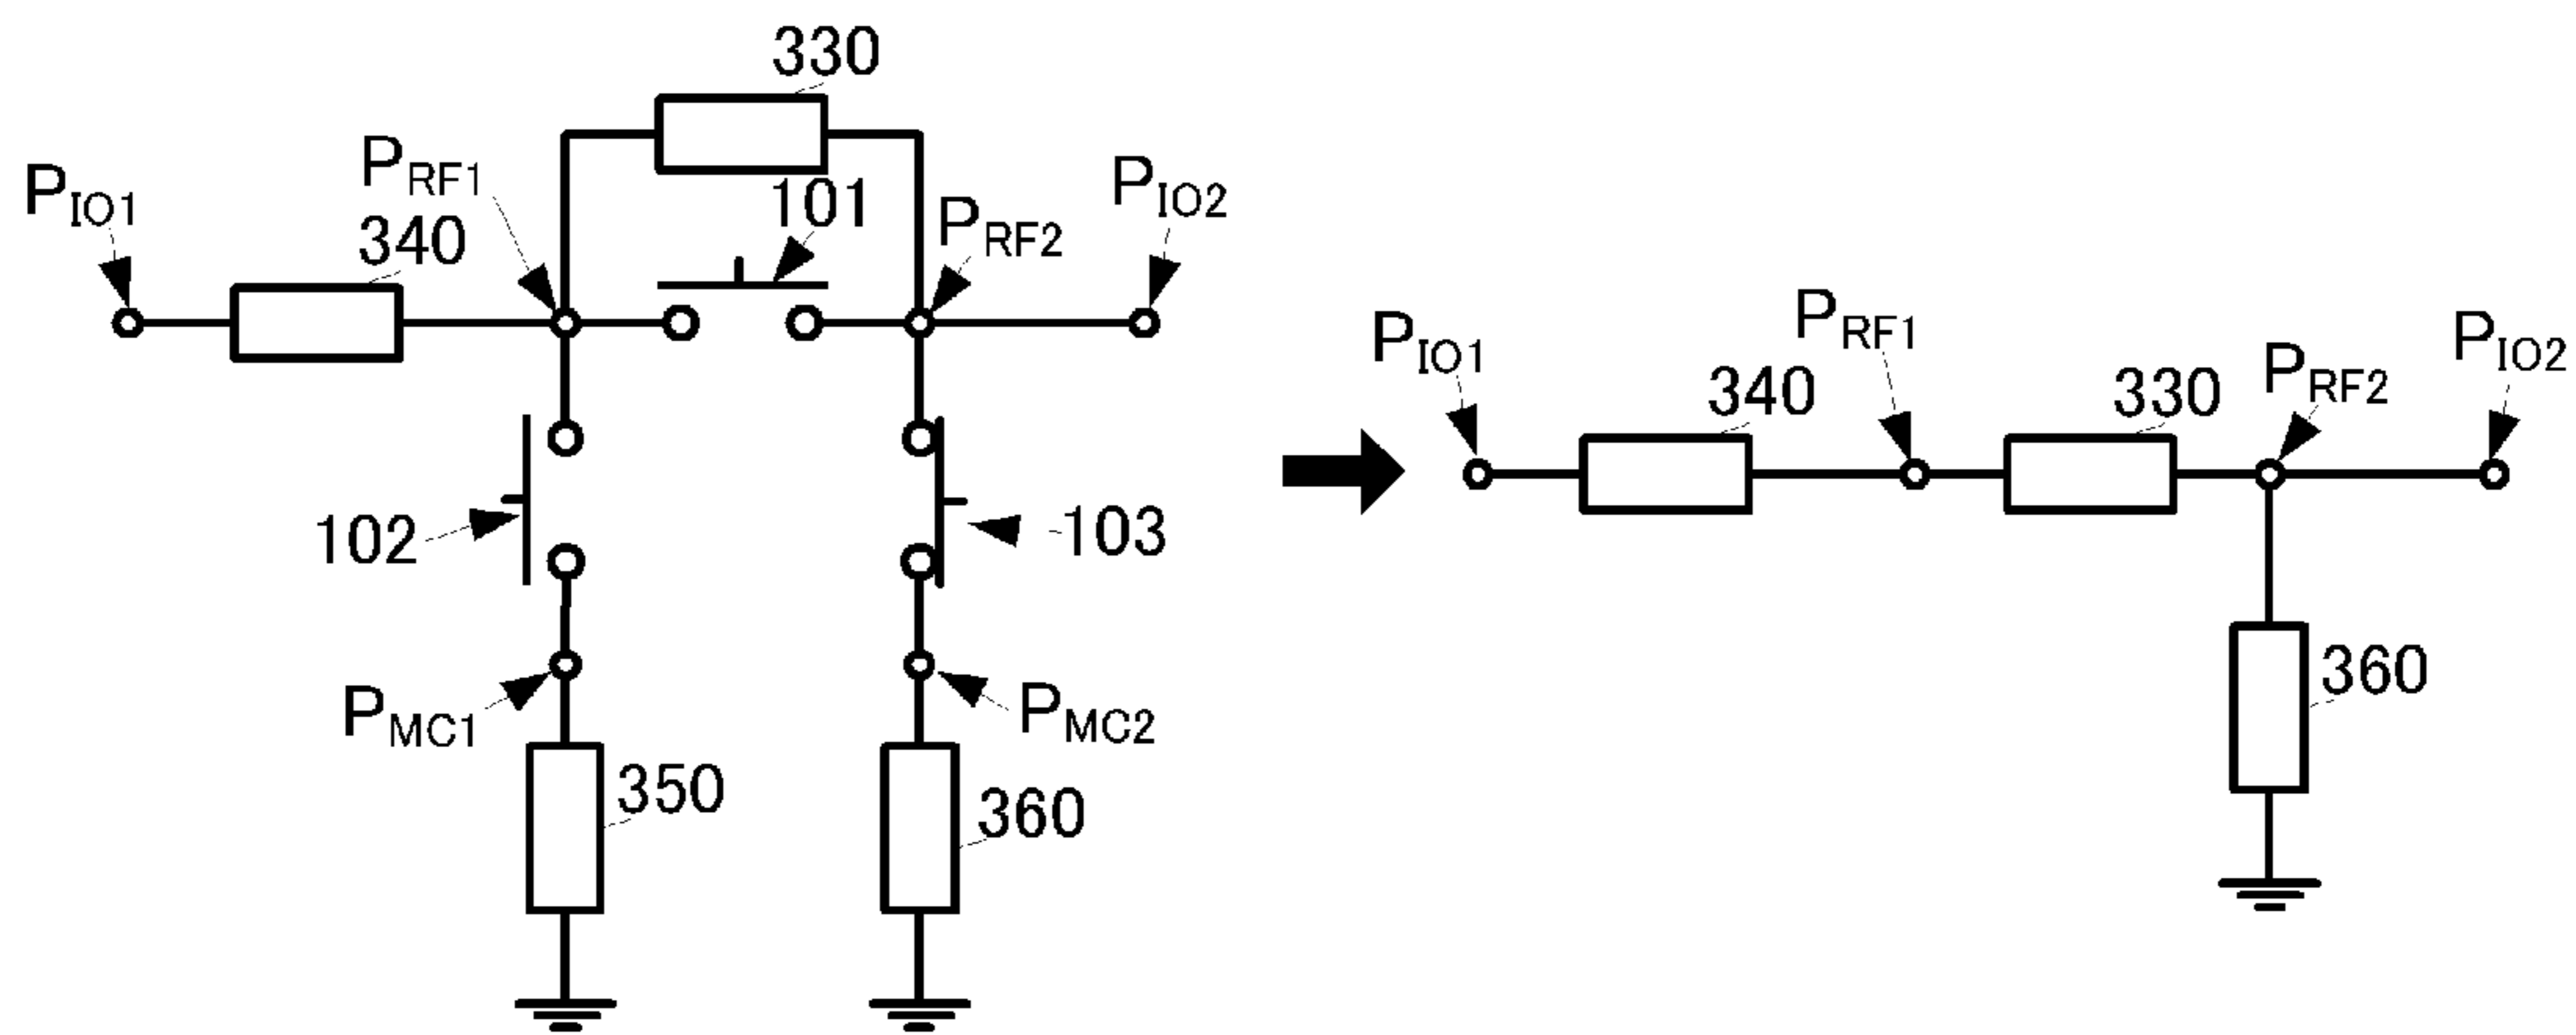 330
P_RF1
101
P_IO2
P_IO1
340
P_RF2
102
103
P_MC1
P_MC2
350
360
P_IO1
340
P_RF1
330
P_RF2
P_IO2
360